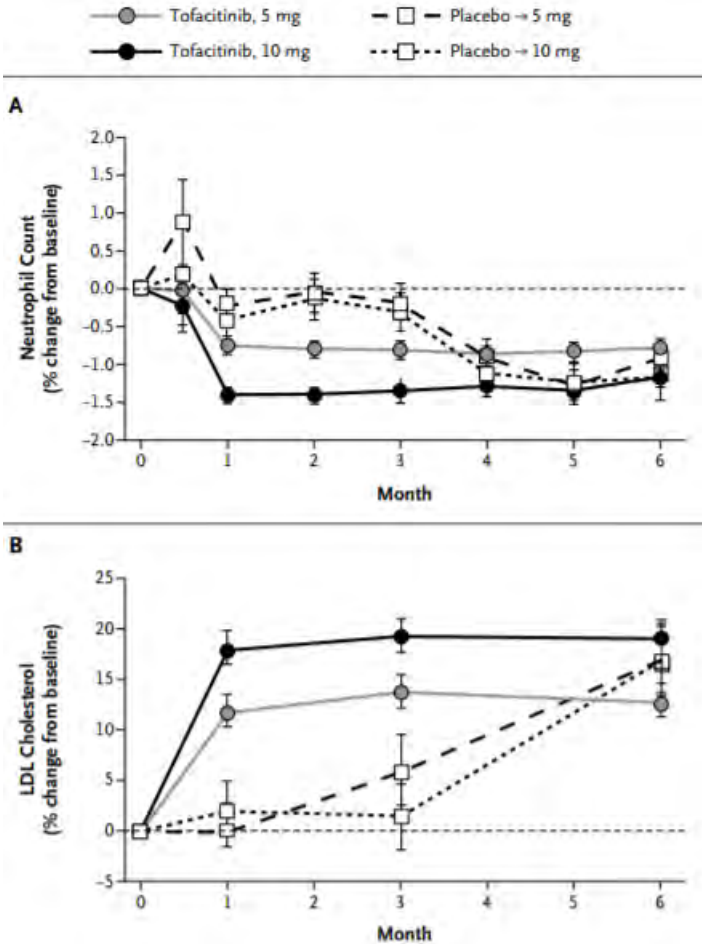 Tofacitinib, 5 mg
Placebo → 5 mg
Tofacitinib, 10 mg
Placebo → 10 mg
A
Neutrophil Count
(% change from baseline)
2.0
1.5
1.0
0.5
0.0
−0.5
−1.0
−1.5
−2.0
0 1 2 3 4 5 6
Month
B
LDL Cholesterol
(% change from baseline)
25
20
15
10
5
0
−5
0 1 2 3 4 5 6
Month